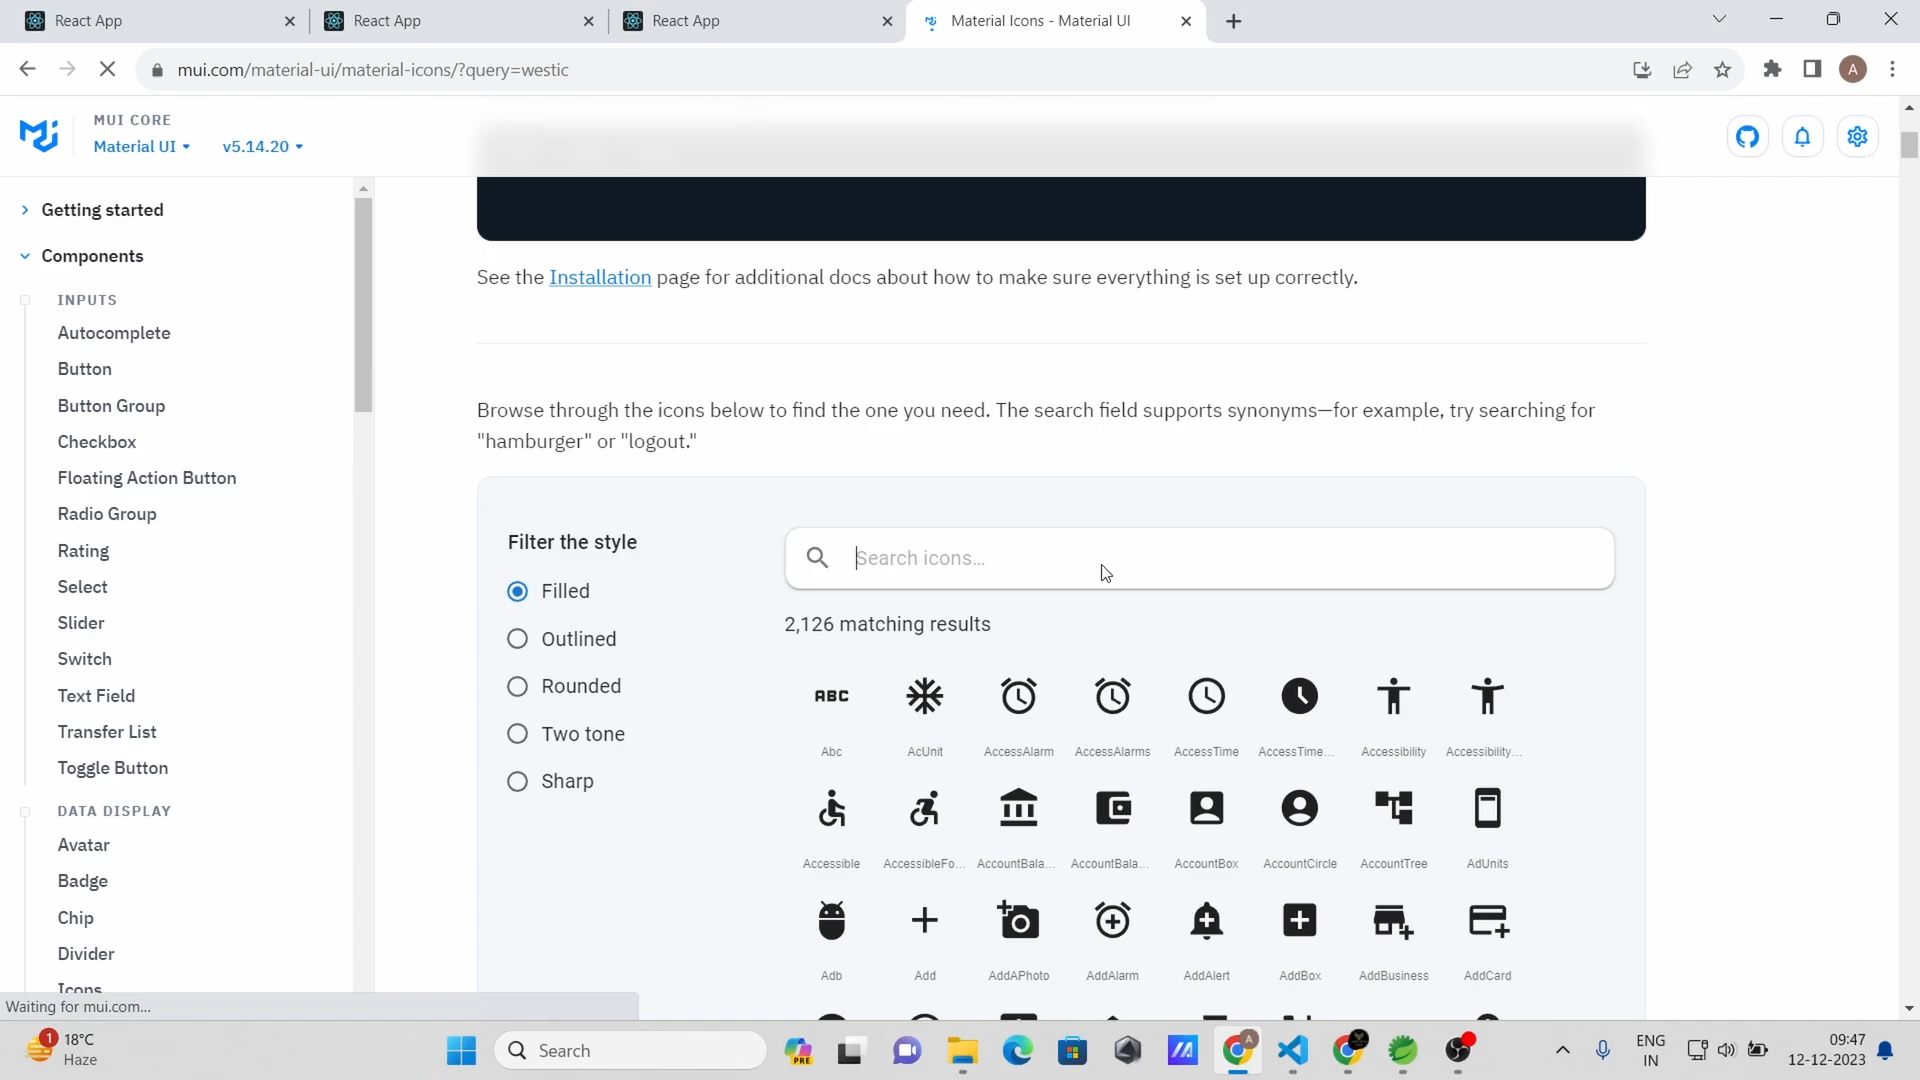 React App
React App
React App
Material Icons - Material UI
mui.com/material-ui/material-icons/?query=westic
A
MUI CORE
Material UI
v5.14.20
Getting started
Components
INPUTS
Autocomplete
Button
Button Group
Checkbox
Floating Action Button
Radio Group
Rating
Select
Slider
Switch
Text Field
Transfer List
Toggle Button
DATA DISPLAY
Avatar
Badge
Chip
Divider
Icons
See the Installation page for additional docs about how to make sure everything is set up correctly.
Browse through the icons below to find the one you need. The search field supports synonyms—for example, try searching for
"hamburger" or "logout."
Filter the style
Filled
Outlined
Rounded
Two tone
Sharp
Search icons…
2,126 matching results
ABC
Abc
AcUnit
AccessAlarm
AccessAlarms
AccessTime
AccessTime…
Accessibility
Accessibility…
Accessible
AccessibleFo…
AccountBala…
AccountBala…
AccountBox
AccountCircle
AccountTree
AdUnits
Adb
Add
AddAPhoto
AddAlarm
AddAlert
AddBox
AddBusiness
AddCard
Waiting for mui.com...
1
18°C
Haze
Search
PRE
A
ENG
IN
09:47
12-12-2023